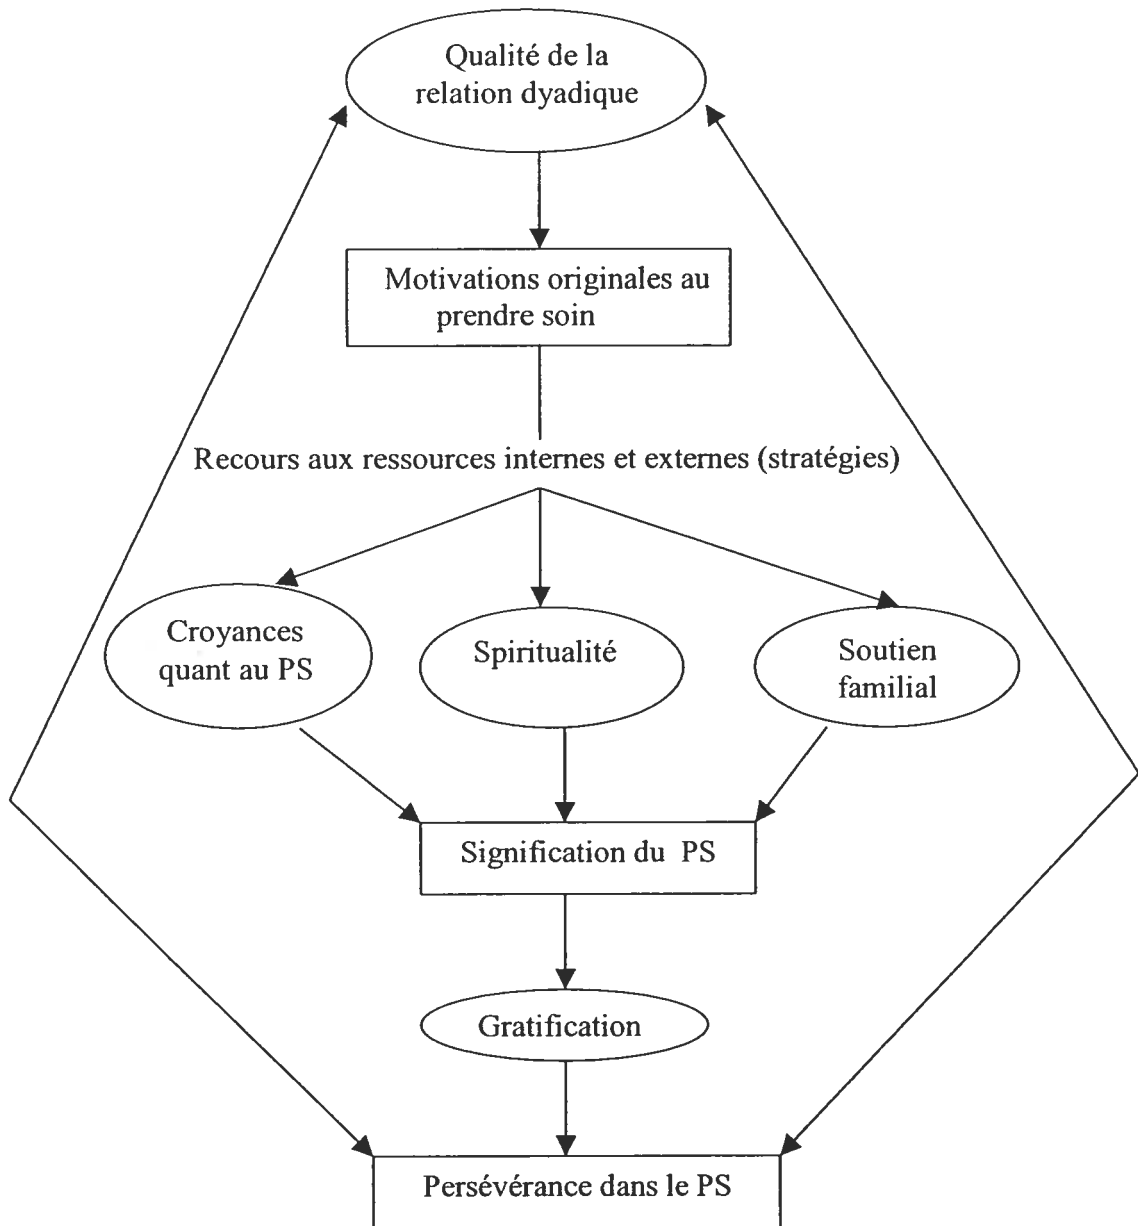 Qualité de la
relation dyadique
Motivations originales au
prendre soin
Recours aux ressources internes et externes (stratégies)
Croyances
quant au PS
Spiritualité
Soutien
familial
Signification du PS
Gratification
Persévérance dans le PS